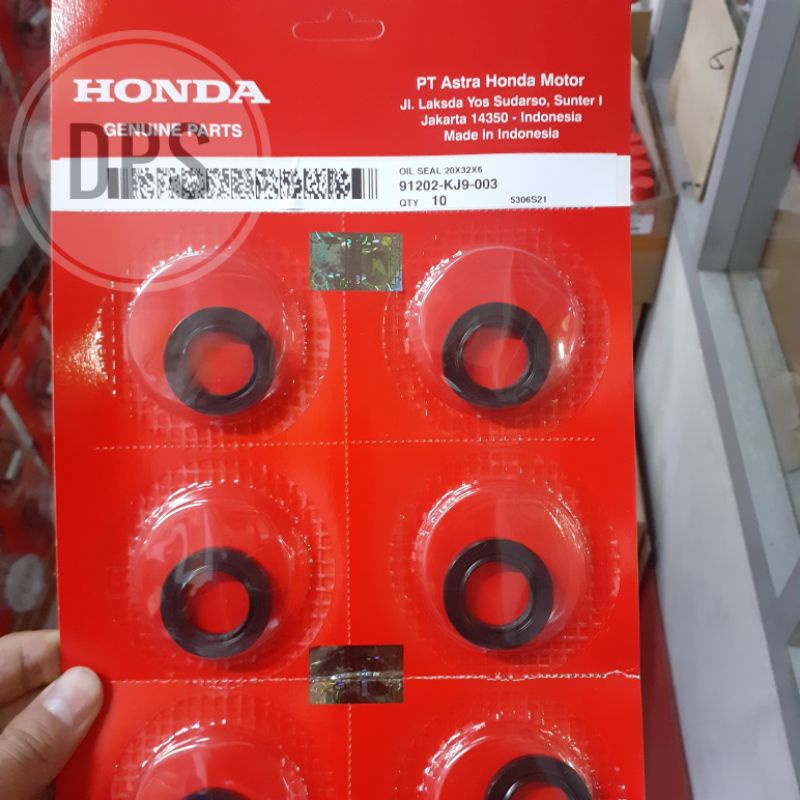 HONDA
GENUINE PARTS
DPS
PT Astra Honda Motor
Jl. Laksda Yos Sudarso, Sunter I
Jakarta 14350 - Indonesia
Made in Indonesia
OIL SEAL 20X32X6
91202-KJ9-003
QTY 10
5306S21